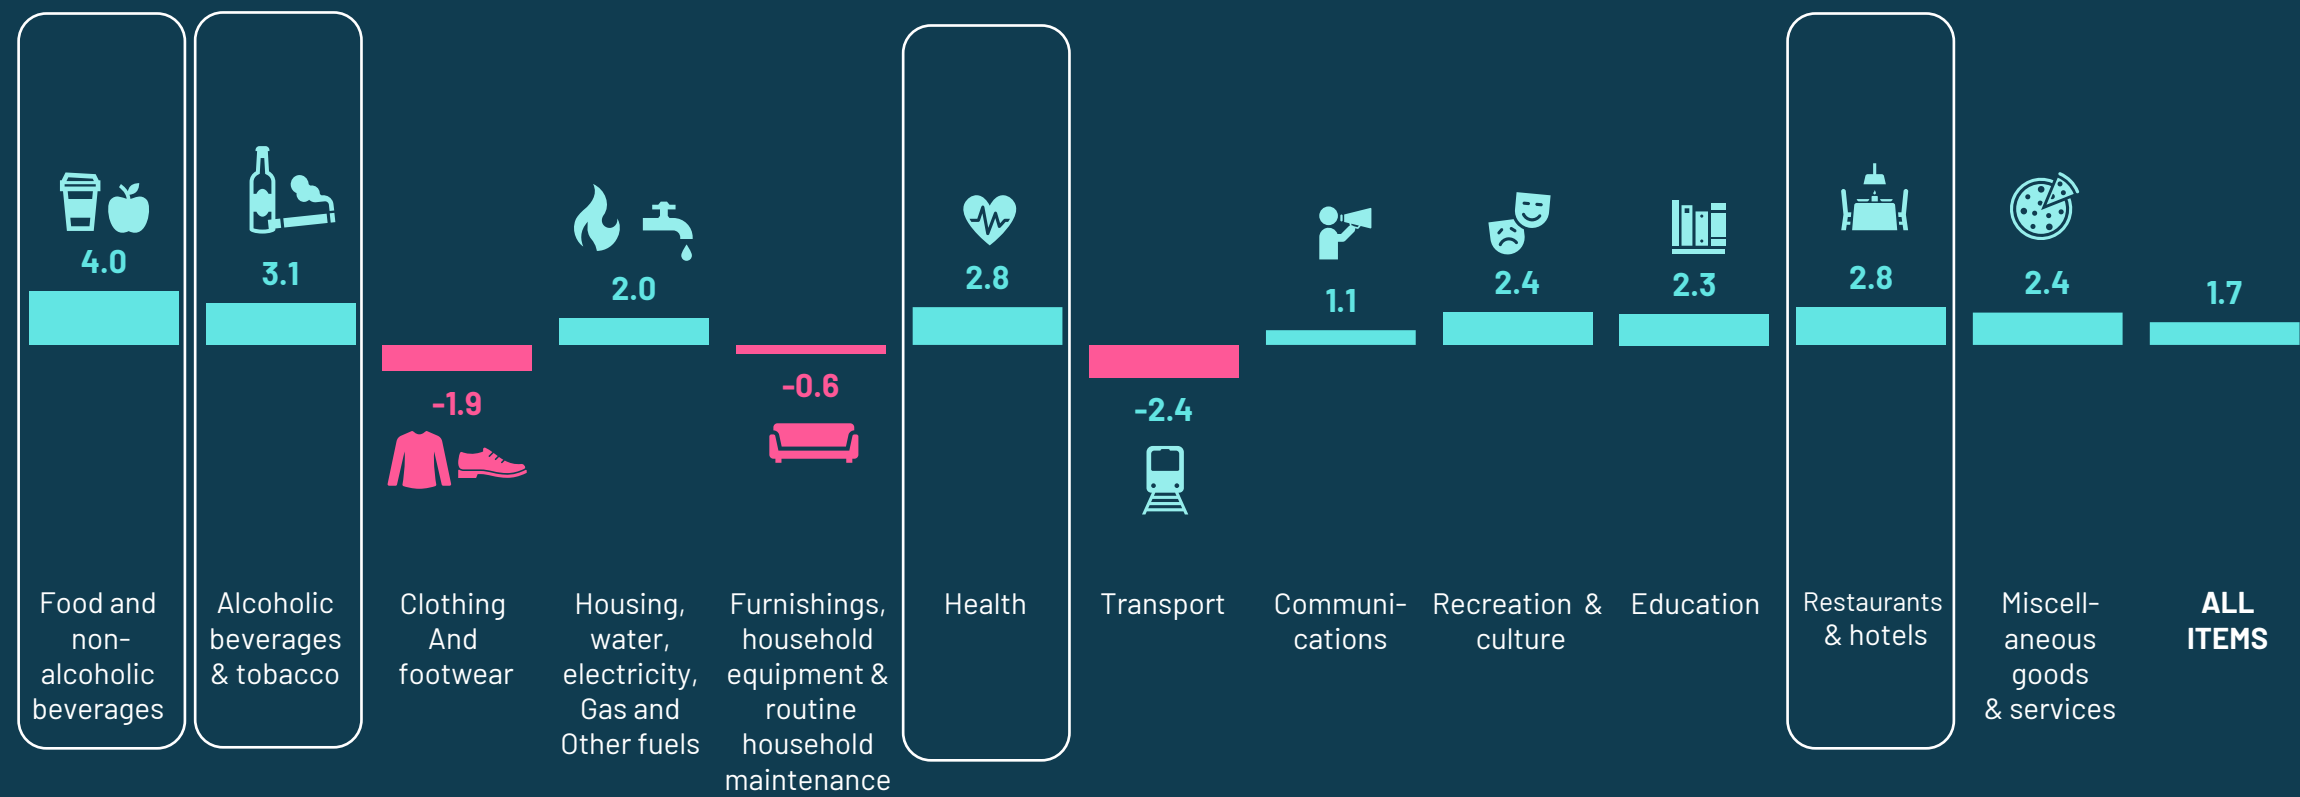 4.0
3.1
-1.9
2.0
-0.6
2.8
-2.4
1.1
2.4
2.3
2.8
2.4
1.7
Food and
non-
alcoholic
beverages
Alcoholic
beverages
& tobacco
Clothing
And
footwear
Housing,
water,
electricity,
Gas and
Other fuels
Furnishings,
household
equipment &
routine
household
maintenance
Health
Transport
Communi-
cations
Recreation &
culture
Education
Restaurants
& hotels
Miscell-
aneous
goods
& services
ALL
ITEMS